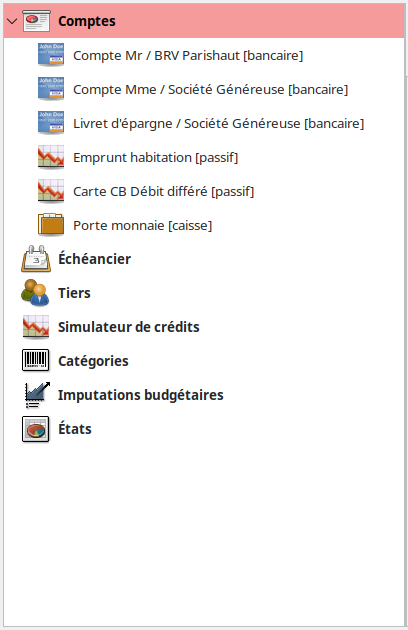 Comptes
John Doe
Compte Mr / BRV Parishaut [bancaire]
John Doe
Compte Mme / Société Généreuse [bancaire]
John Doe
Livret d'épargne / Société Généreuse [bancaire]
Emprunt habitation [passif]
Carte CB Débit différé [passif]
Porte monnaie [caisse]
3
Échéancier
Tiers
Simulateur de crédits
Catégories
Imputations budgétaires
États